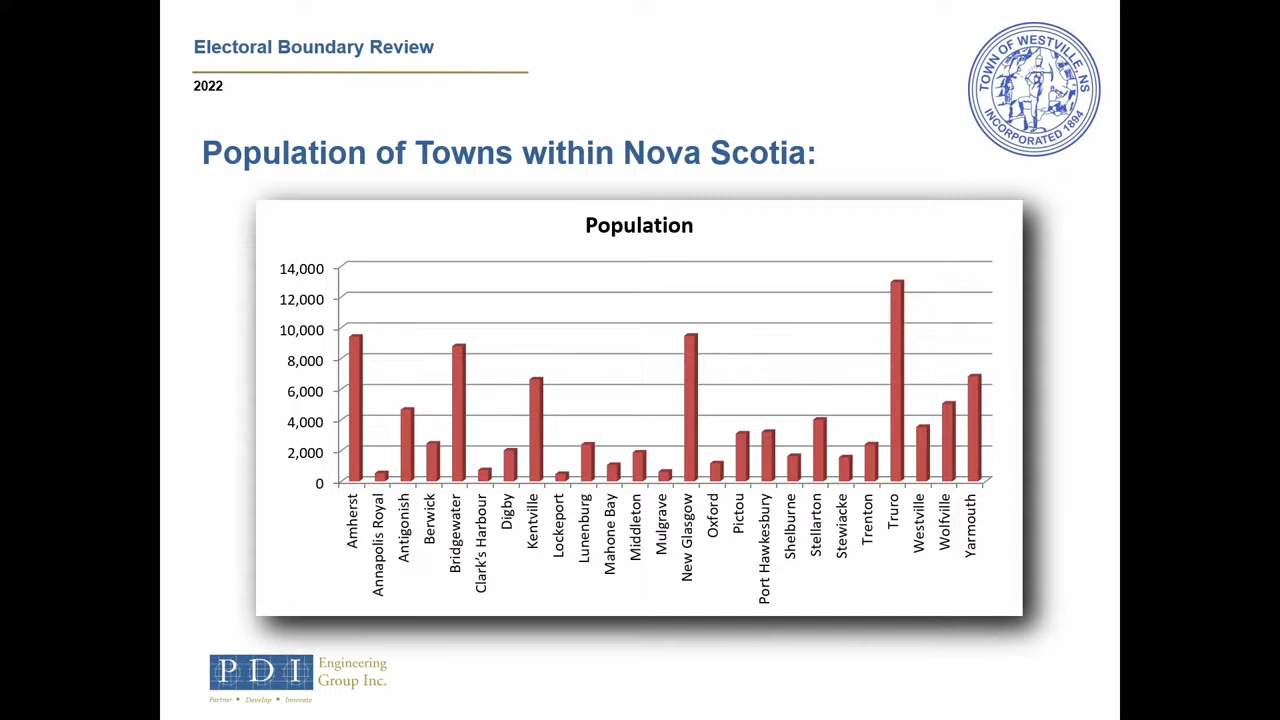 Electoral Boundary Review
2022
TOWN OF WESTVILLE, NS
INCORPORATED 1894
Population of Towns within Nova Scotia:
Population
14,000
12,000
10,000
8,000
6,000
4,000
2,000
0
Amherst
Annapolis Royal
Antigonish
Berwick
Bridgewater
Clark's Harbour
Digby
Kentville
Lockeport
Lunenburg
Mahone Bay
Middleton
Mulgrave
New Glasgow
Oxford
Pictou
Port Hawkesbury
Shelburne
Stellarton
Stewiacke
Trenton
Truro
Westville
Wolfville
Yarmouth
PDI Engineering
Group Inc.
Partner • Develop • Innovate